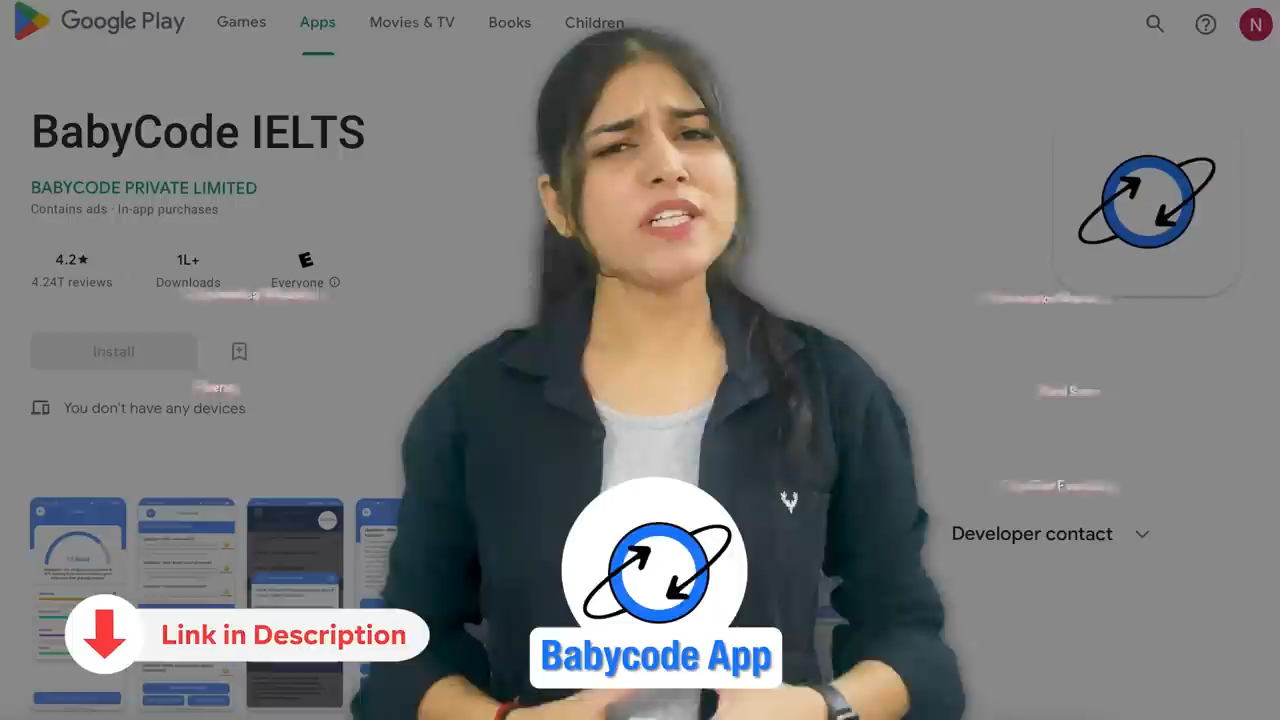 Google Play
Games
Apps
Movies & TV
Books
Children
N
BabyCode IELTS
BABYCODE PRIVATE LIMITED
Contains ads · In-app purchases
4.2★
1L+
E
4.24T reviews
Downloads
Everyone
Install
You don't have any devices
Developer contact
Link in Description
Babycode App